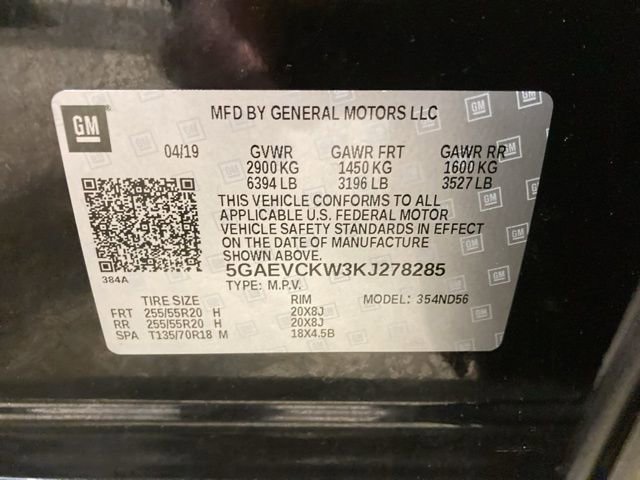 GM
MFD BY GENERAL MOTORS LLC
04/19 GVWR GAWR FRT GAWR RR
2900 KG 1450 KG 1600 KG
6394 LB 3196 LB 3527 LB
THIS VEHICLE CONFORMS TO ALL
APPLICABLE U.S. FEDERAL MOTOR
VEHICLE SAFETY STANDARDS IN EFFECT
ON THE DATE OF MANUFACTURE
SHOWN ABOVE.
384A
5GAEVCKW3KJ278285
TYPE: M.P.V.
TIRE SIZE RIM MODEL: 354ND56
FRT 255/55R20 H 20X8J
RR 255/55R20 H 20X8J
SPA T135/70R18 M 18X4.5B